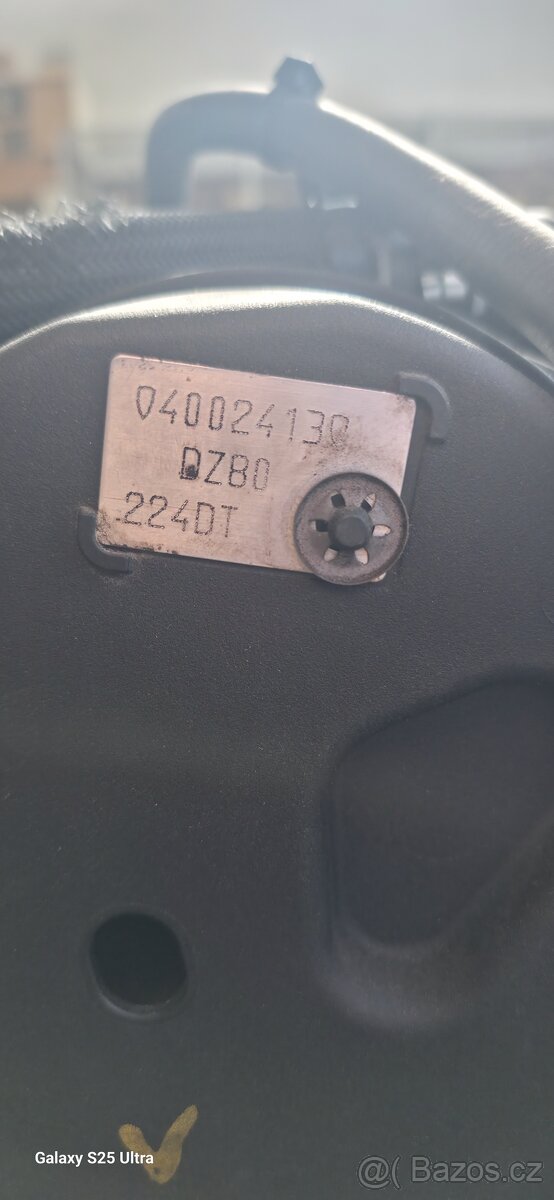 040024130
DZ80
224DT
Galaxy S25 Ultra
@( Bazos.cz